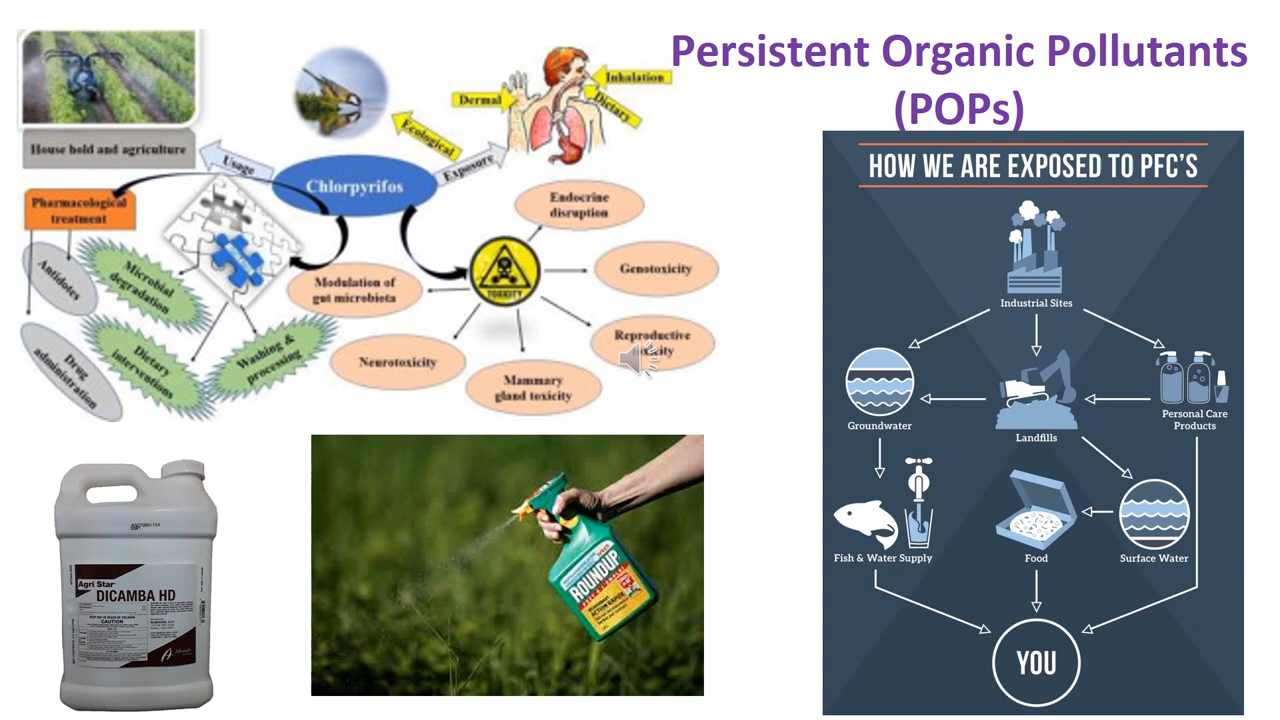 Persistent Organic Pollutants
(POPs)
Inhalation
Dermal
Dietary
Ecological
House hold and agriculture
Usage
Exposure
Chlorpyrifos
Pharmacological
treatment
Endocrine
disruption
Antidotes
Microbial
degradation
Modulation of
gut microbiota
TOXICITY
Genotoxicity
Reproductive
Drug
administration
Dietary
interventions
Washing &
processing
Neurotoxicity
Mammary
gland toxicity
HOW WE ARE EXPOSED TO PFC'S
Industrial Sites
Groundwater
Landfills
Personal Care
Products
Fish & Water Supply
Food
Surface Water
YOU
Agri Star
DICAMBA HD
CAUTION
ROUNDUP
ACTION RAPIDE